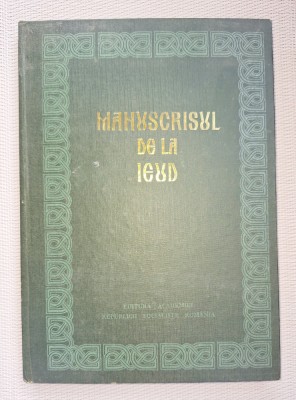 MANUSCRISUL
DE LA
IEUD
EDITURA ACADEMIEI
REPUBLICII SOCIALISTE ROMÂNIA